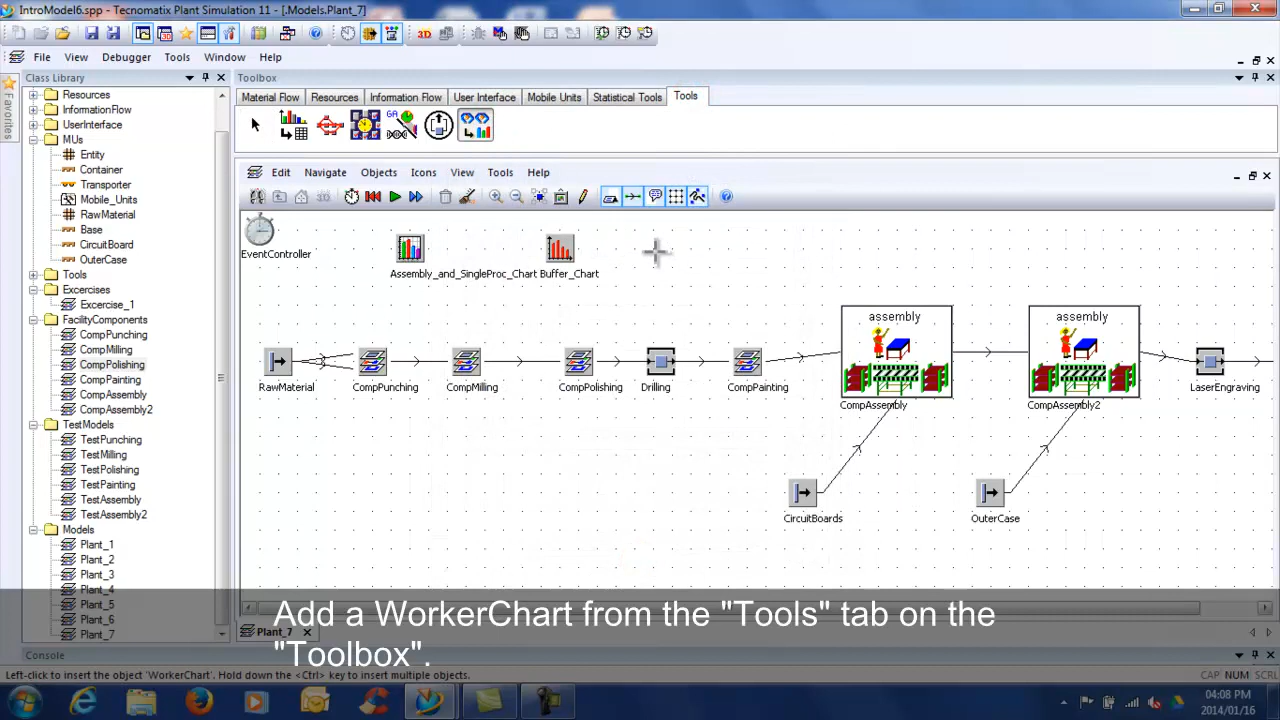 IntroModel6.spp - Tecnomatix Plant Simulation 11 - [.Models.Plant_7]
3D
File View Debugger Tools Window Help
Class Library
Toolbox
Favorites
Resources
InformationFlow
UserInterface
MUs
Entity
Container
Transporter
Mobile_Units
RawMaterial
Base
CircuitBoard
OuterCase
Tools
Excercises
Excercise_1
FacilityComponents
CompPunching
CompMilling
CompPolishing
CompPainting
CompAssembly
CompAssembly2
TestModels
TestPunching
TestMilling
TestPolishing
TestPainting
TestAssembly
TestAssembly2
Models
Plant_1
Plant_2
Plant_3
Plant_4
Plant_5
Plant_6
Plant_7
Material Flow Resources Information Flow User Interface Mobile Units Statistical Tools Tools
GA
Edit Navigate Objects Icons View Tools Help
EventController
Assembly_and_SingleProc_Chart Buffer_Chart
assembly assembly
RawMaterial CompPunching CompMilling CompPolishing Drilling CompPainting CompAssembly CompAssembly2 LaserEngraving
CircuitBoards OuterCase
Add a WorkerChart from the "Tools" tab on the
"Toolbox".
Plant_7
Console
Left-click to insert the object 'WorkerChart'. Hold down the <Ctrl> key to insert multiple objects.
CAP NUM
04:08 PM
2014/01/16